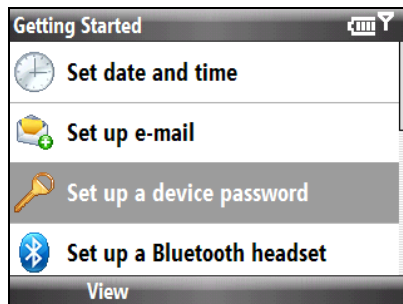 Getting Started
Set date and time
Set up e-mail
Set up a device password
Set up a Bluetooth headset
View